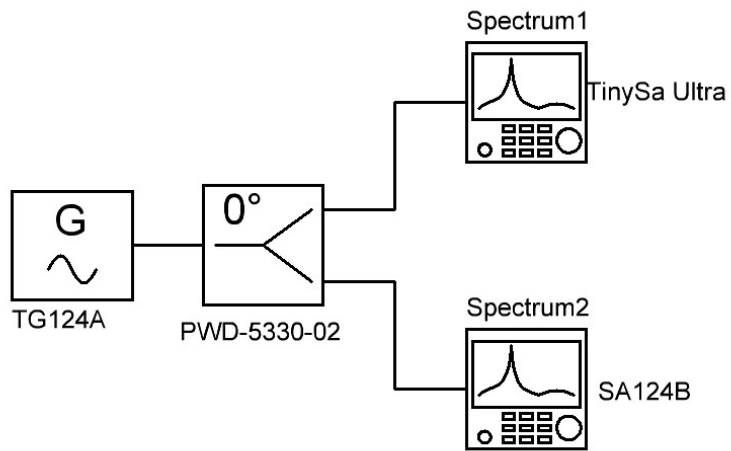 Spectrum1
TinySa Ultra
G
0°
TG124A
PWD-5330-02
Spectrum2
SA124B